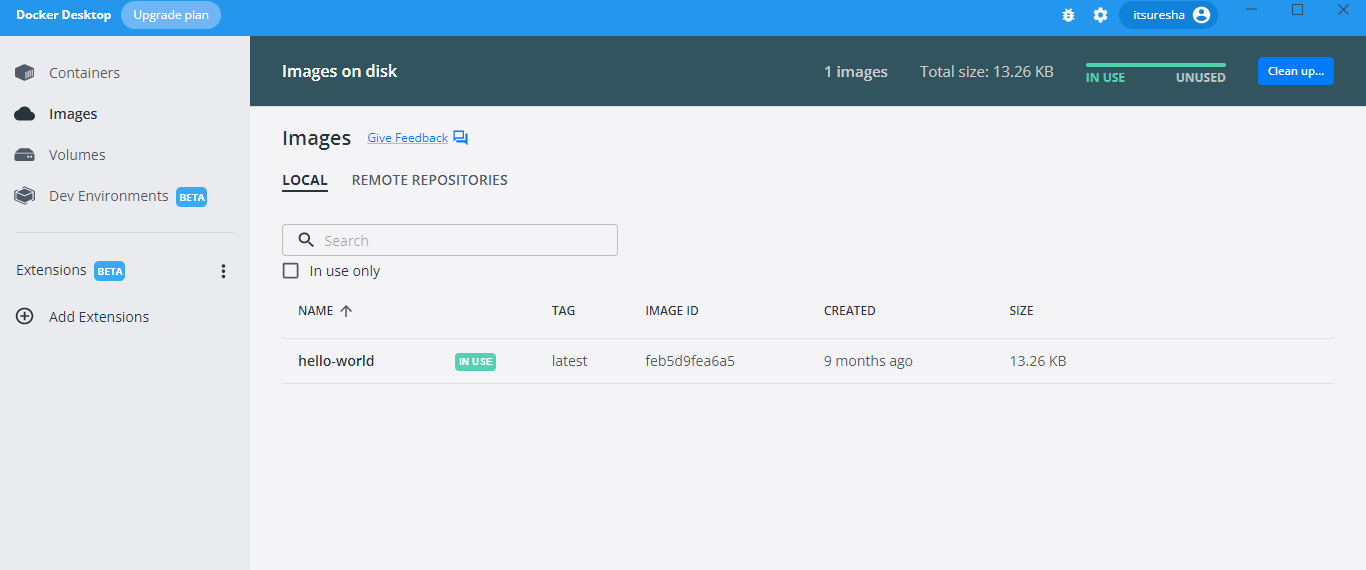 Docker Desktop Upgrade plan itsuresha
Containers
Images
Volumes
Dev Environments BETA
Extensions BETA
Add Extensions
Images on disk 1 images Total size: 13.26 KB IN USE UNUSED Clean up...
Images Give Feedback
LOCAL REMOTE REPOSITORIES
Search
In use only
NAME TAG IMAGE ID CREATED SIZE
hello-world IN USE latest feb5d9fea6a5 9 months ago 13.26 KB